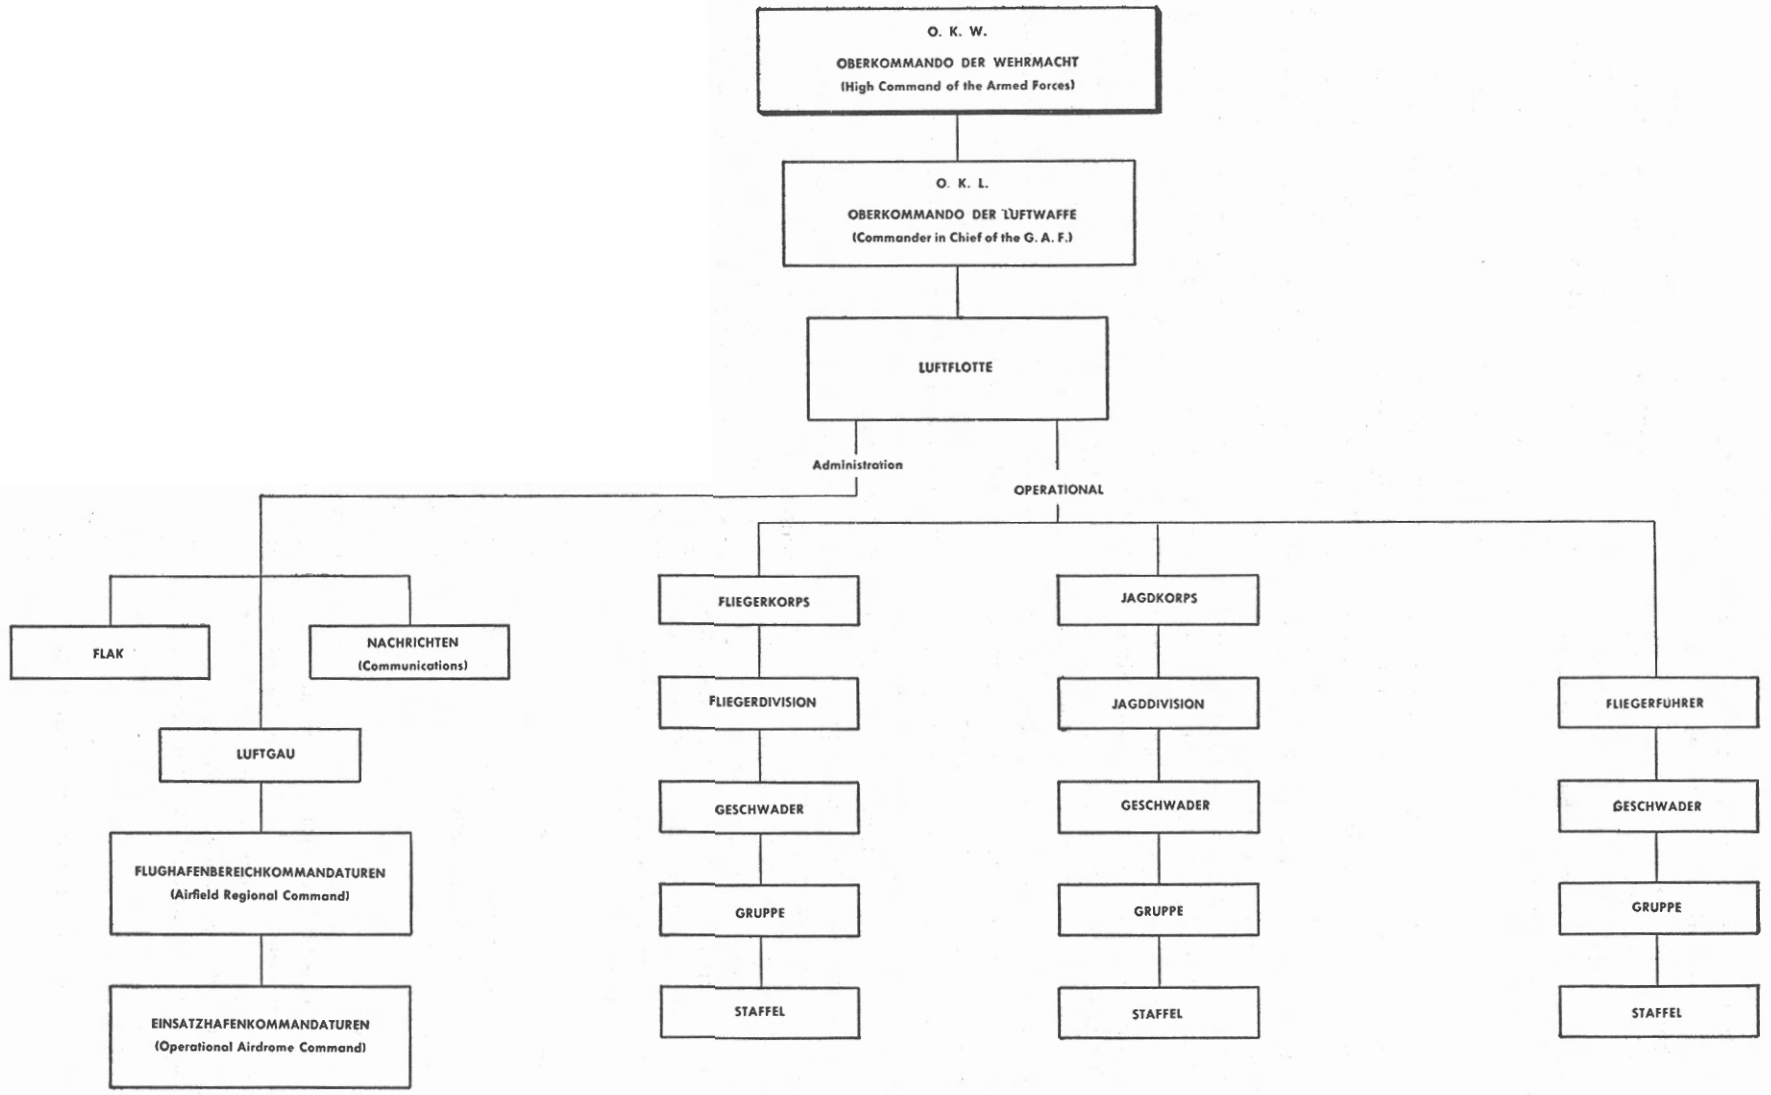 O. K. W.
OBERKOMMANDO DER WEHRMACHT
(High Command of the Armed Forces)
O. K. L.
OBERKOMMANDO DER LUFTWAFFE
(Commander in Chief of the G. A. F.)
LUFTFLOTTE
Administration
OPERATIONAL
FLAK
NACHRICHTEN
(Communications)
LUFTGAU
FLUGHAFENBEREICHKOMMANDATUREN
(Airfield Regional Command)
EINSATZHAFENKOMMANDATUREN
(Operational Airdrome Command)
FLIEGERKORPS
FLIEGERDIVISION
GESCHWADER
GRUPPE
STAFFEL
JAGDKORPS
JAGDDIVISION
GESCHWADER
GRUPPE
STAFFEL
FLIEGERFÜHRER
GESCHWADER
GRUPPE
STAFFEL